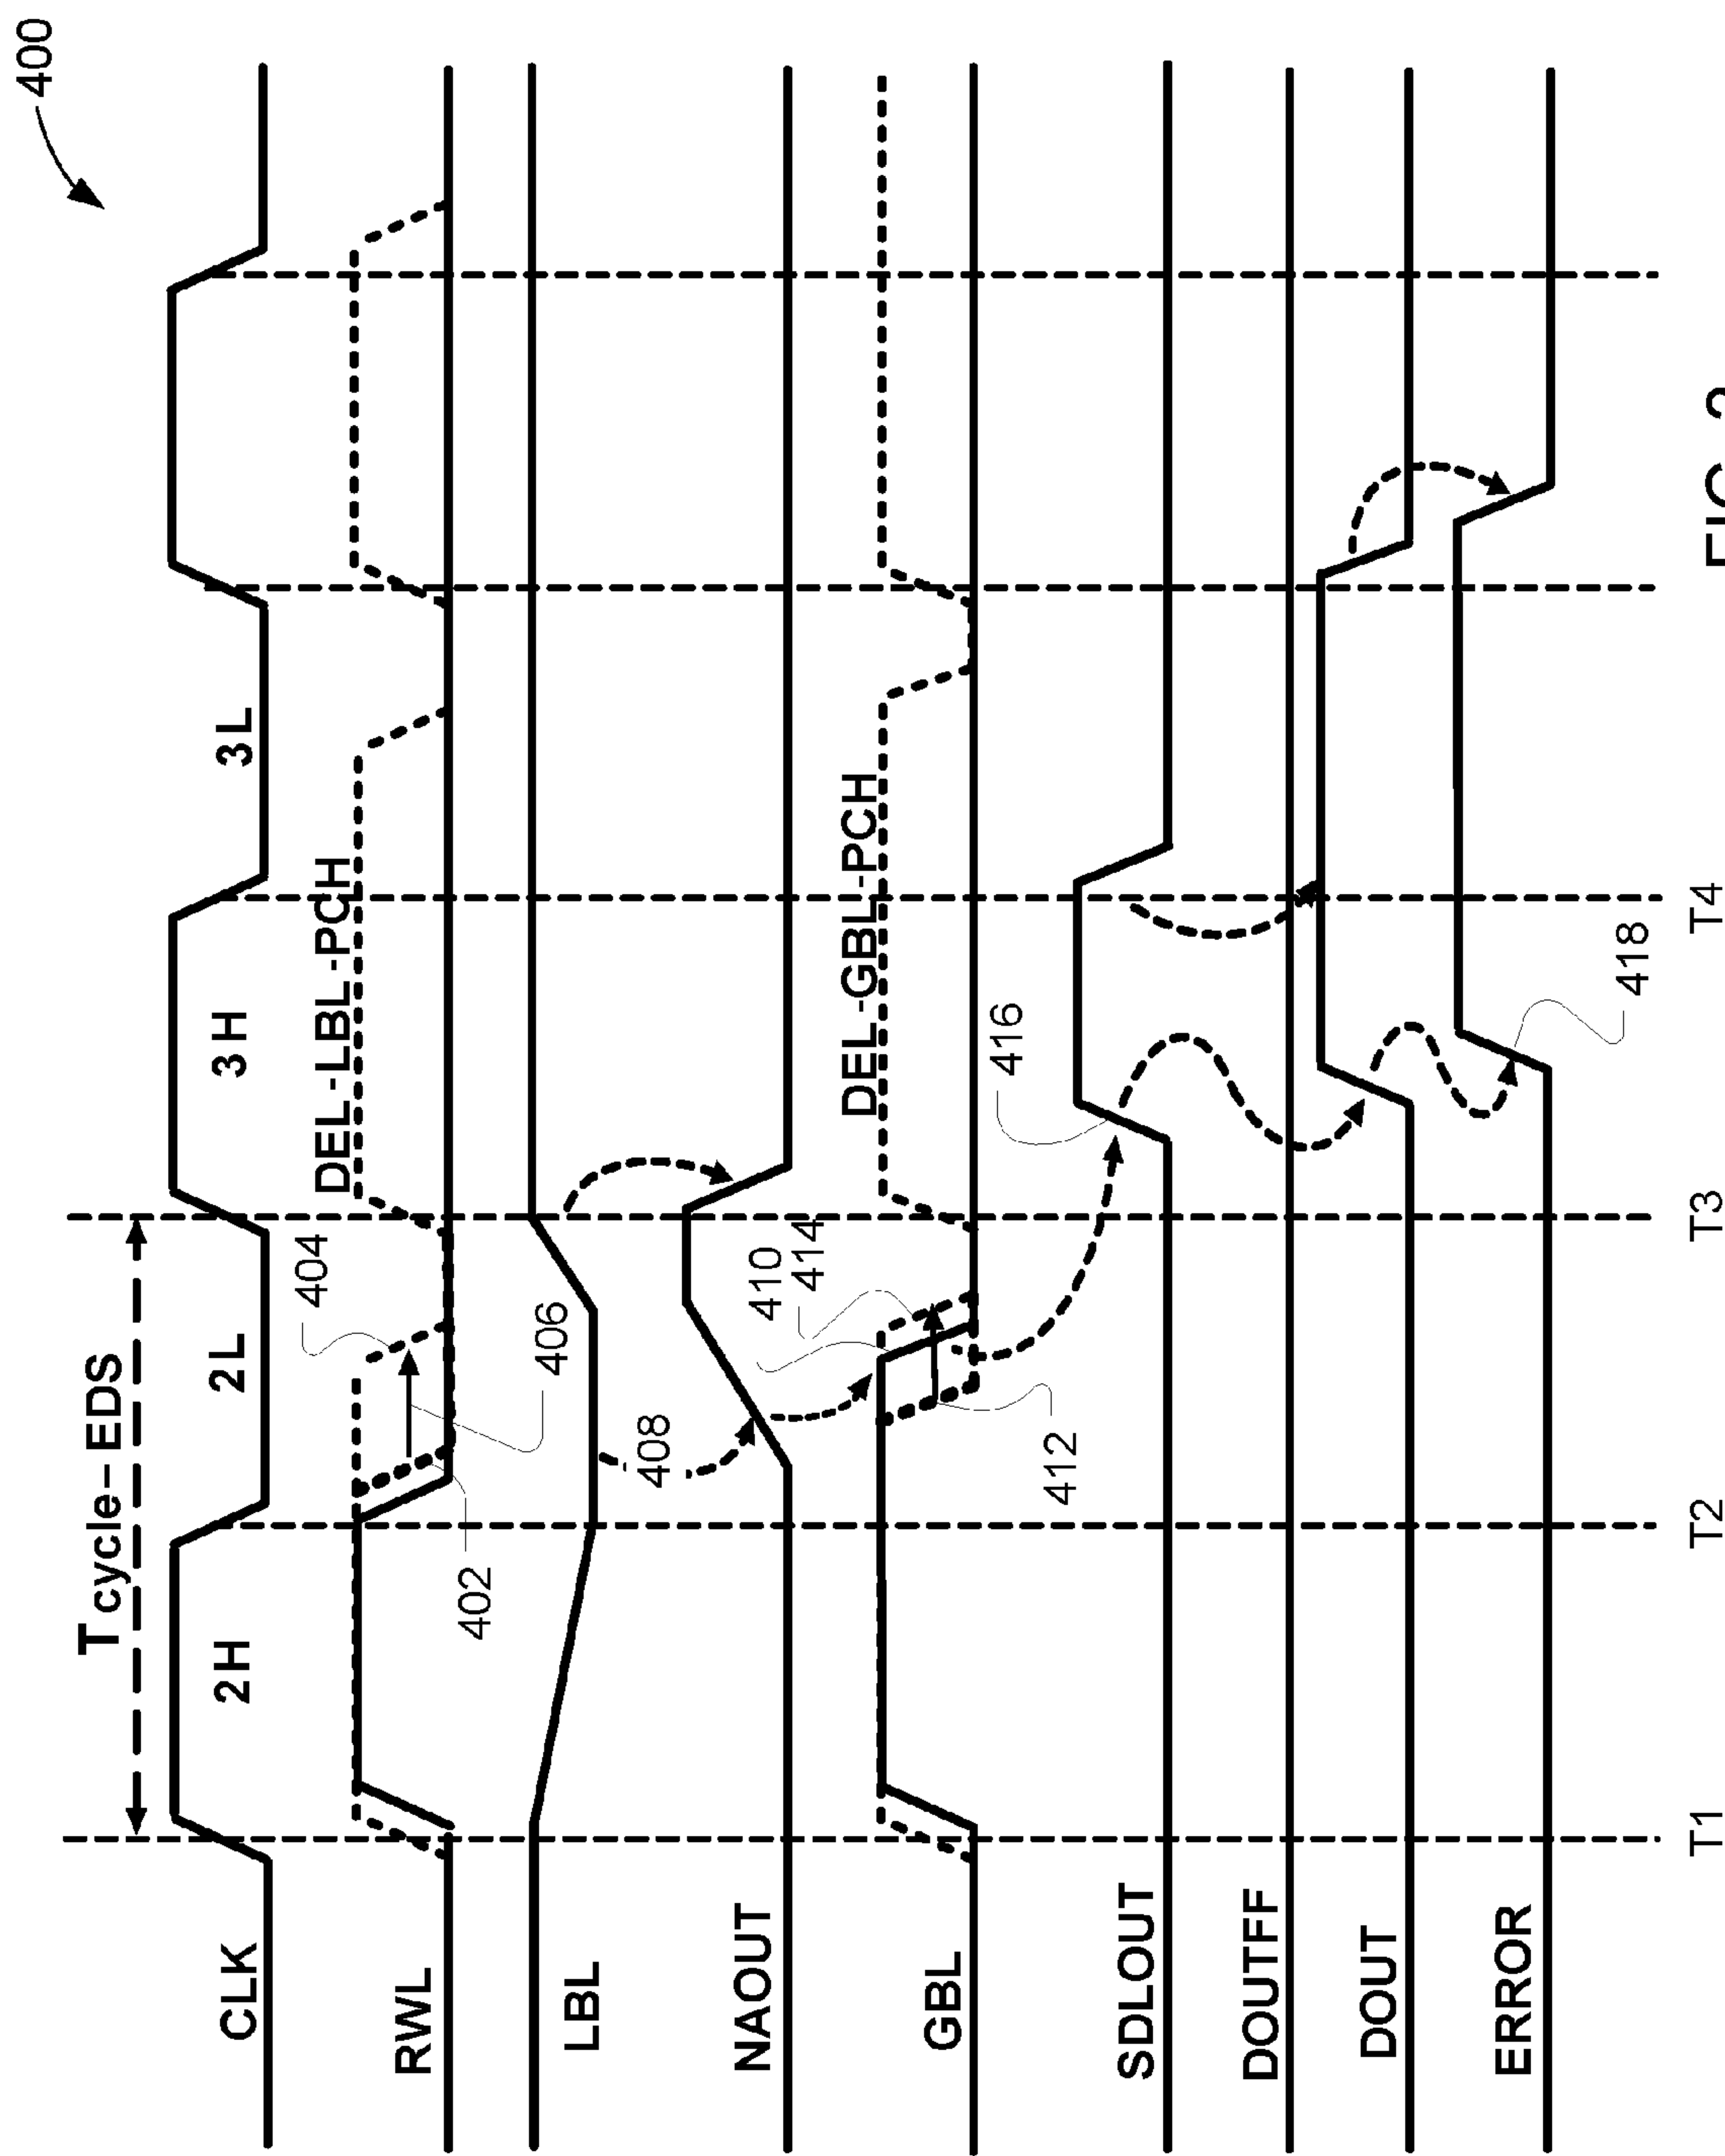 400
T cycle-EDS
CLK
2H
2L
3H
3L
RWL
DEL-LBL-PCH
402
404
LBL
406
NAOUT
408
410
414
GBL
DEL-GBL-PCH
412
416
SDLOUT
DOUTFF
DOUT
ERROR
418
T1
T2
T3
T4